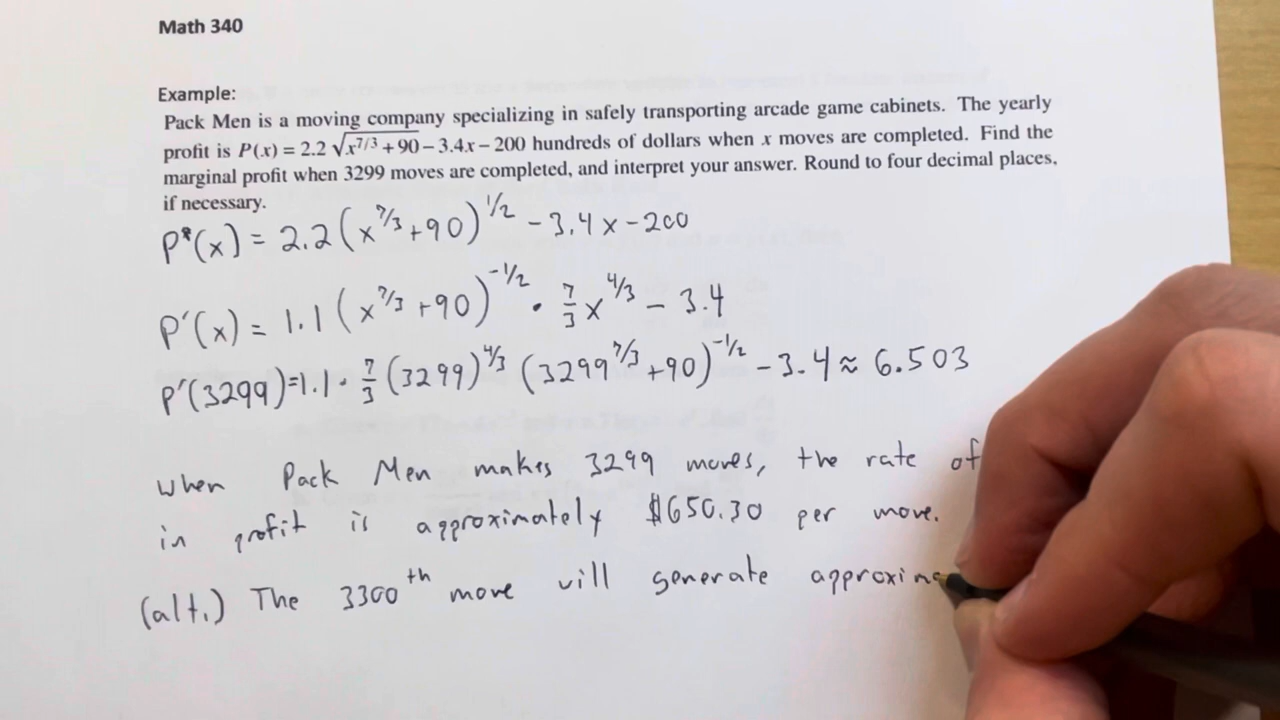 Math 340
Example:
Pack Men is a moving company specializing in safely transporting arcade game cabinets. The yearly
profit is P(x) = 2.2 √(x^{7/3} + 90) − 3.4x − 200 hundreds of dollars when x moves are completed. Find the
marginal profit when 3299 moves are completed, and interpret your answer. Round to four decimal places,
if necessary.
P(x) = 2.2 (x^{7/3} + 90)^{1/2} − 3.4x − 200
P′(x) = 1.1 (x^{7/3} + 90)^{−1/2} · 7/3 x^{4/3} − 3.4
P′(3299) = 1.1 · 7/3 (3299)^{4/3} (3299^{7/3} + 90)^{−1/2} − 3.4 ≈ 6.503
when Pack Men makes 3299 moves, the rate of
in profit is approximately $650.30 per move.
(alt.) The 3300th move will generate